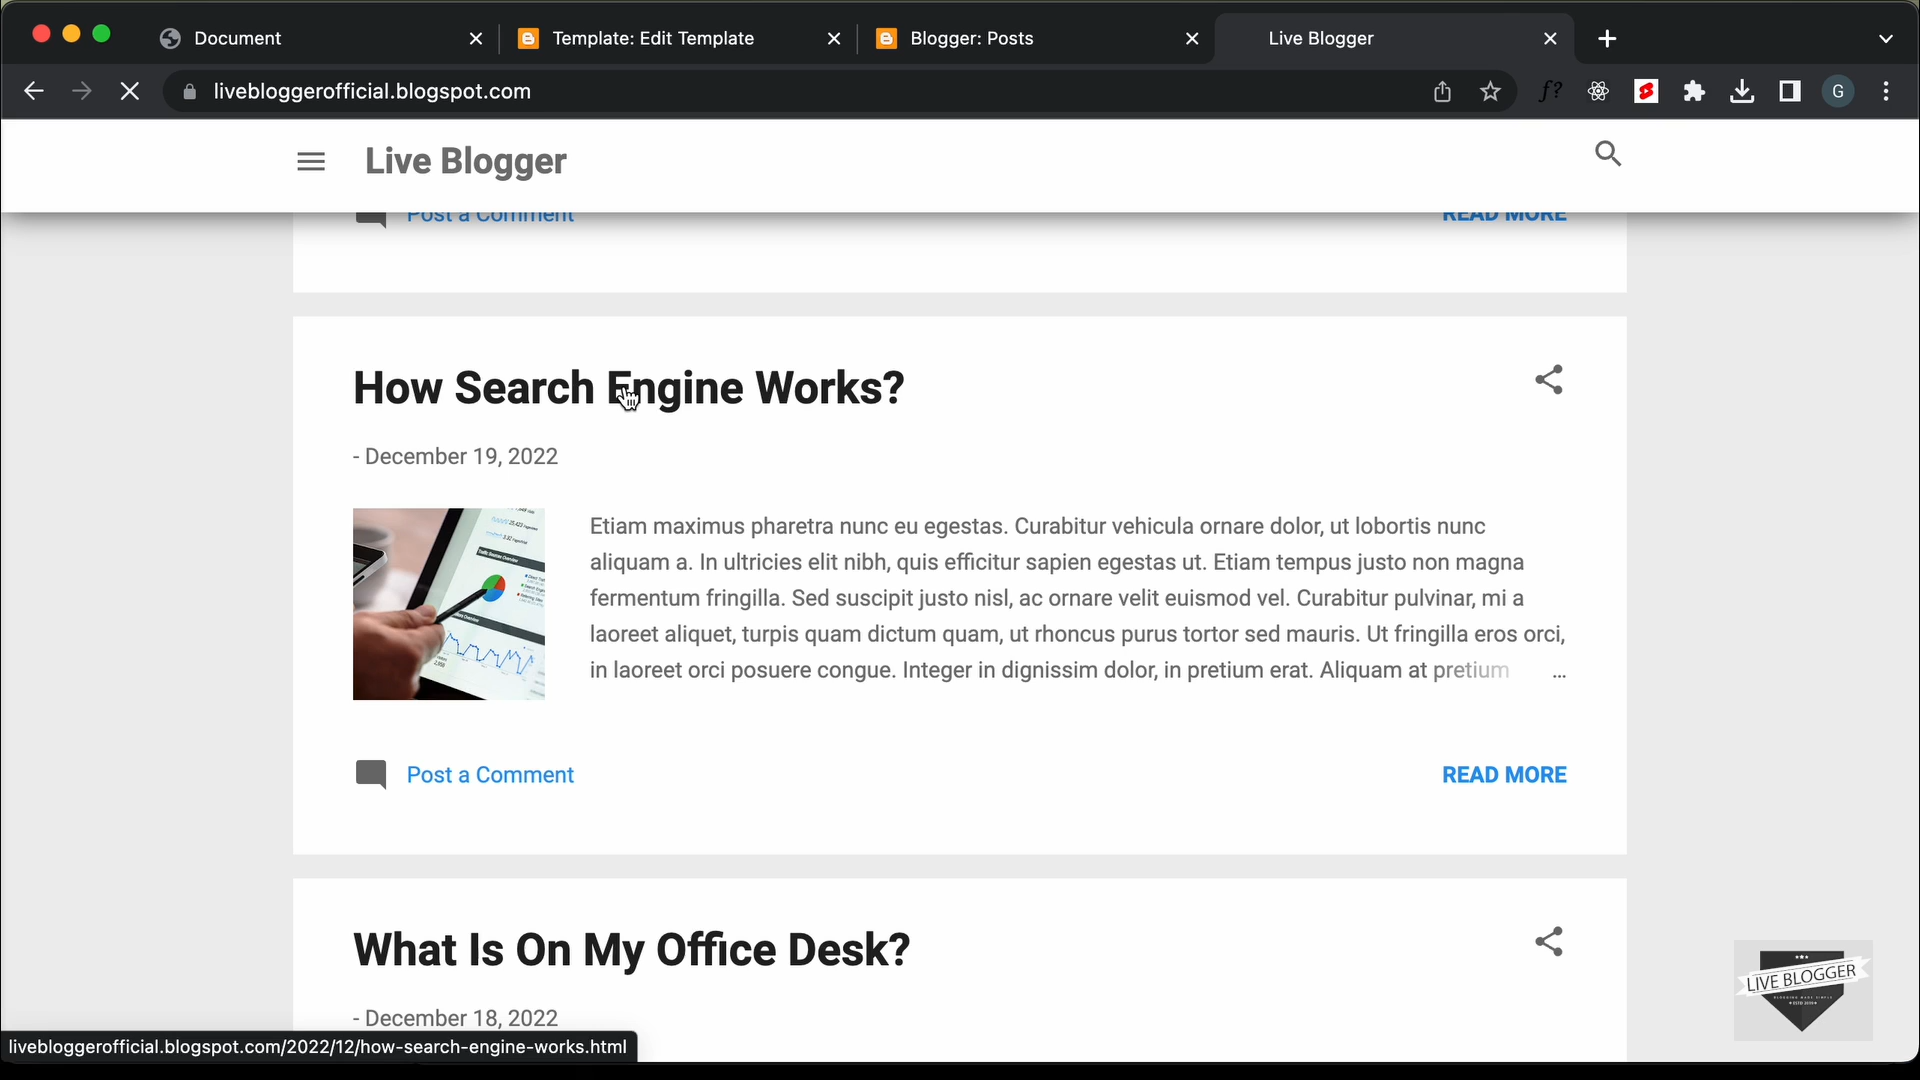 Document
Template: Edit Template
Blogger: Posts
Live Blogger
livebloggerofficial.blogspot.com
f?
G
Live Blogger
Post a Comment
READ MORE
How Search Engine Works?
- December 19, 2022
Etiam maximus pharetra nunc eu egestas. Curabitur vehicula ornare dolor, ut lobortis nunc
aliquam a. In ultricies elit nibh, quis efficitur sapien egestas ut. Etiam tempus justo non magna
fermentum fringilla. Sed suscipit justo nisl, ac ornare velit euismod vel. Curabitur pulvinar, mi a
laoreet aliquet, turpis quam dictum quam, ut rhoncus purus tortor sed mauris. Ut fringilla eros orci,
in laoreet orci posuere congue. Integer in dignissim dolor, in pretium erat. Aliquam at pretium ...
Post a Comment
READ MORE
What Is On My Office Desk?
- December 18, 2022
LIVE BLOGGER
livebloggerofficial.blogspot.com/2022/12/how-search-engine-works.html